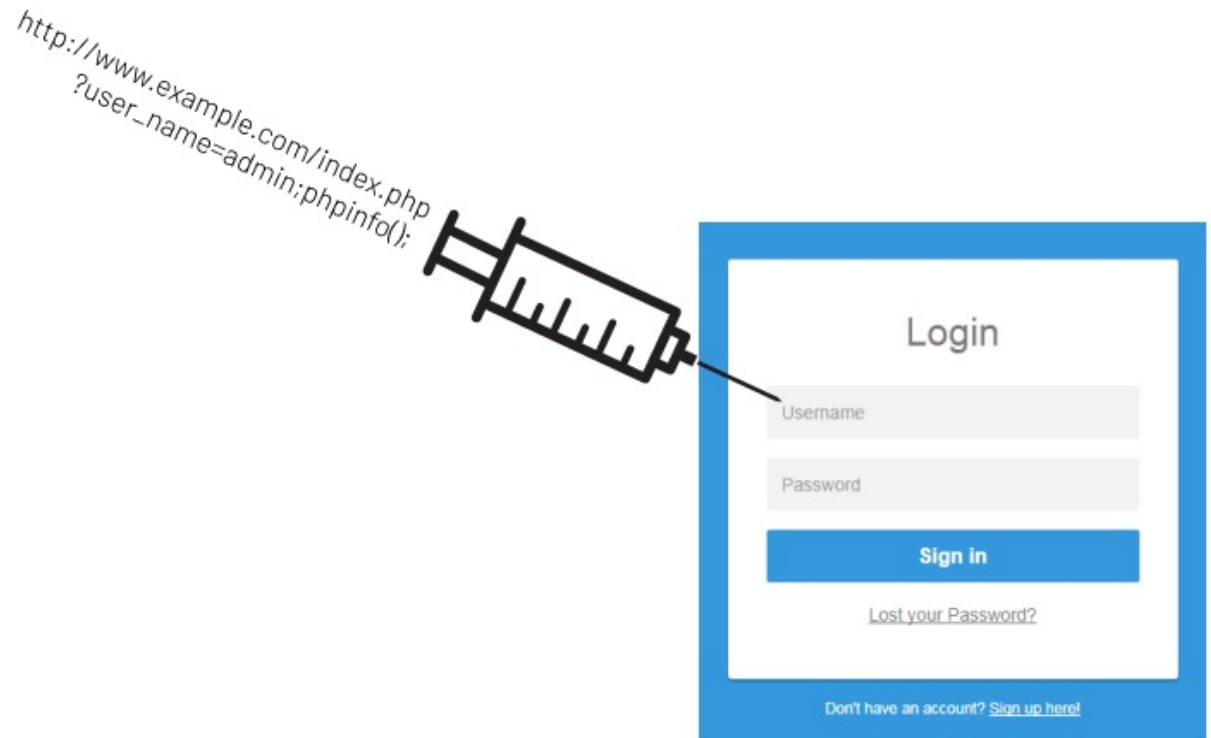 http://www.example.com/index.php
?user_name=admin;phpinfo();
Login
Username
Password
Sign in
Lost your Password?
Don't have an account? Sign up here!